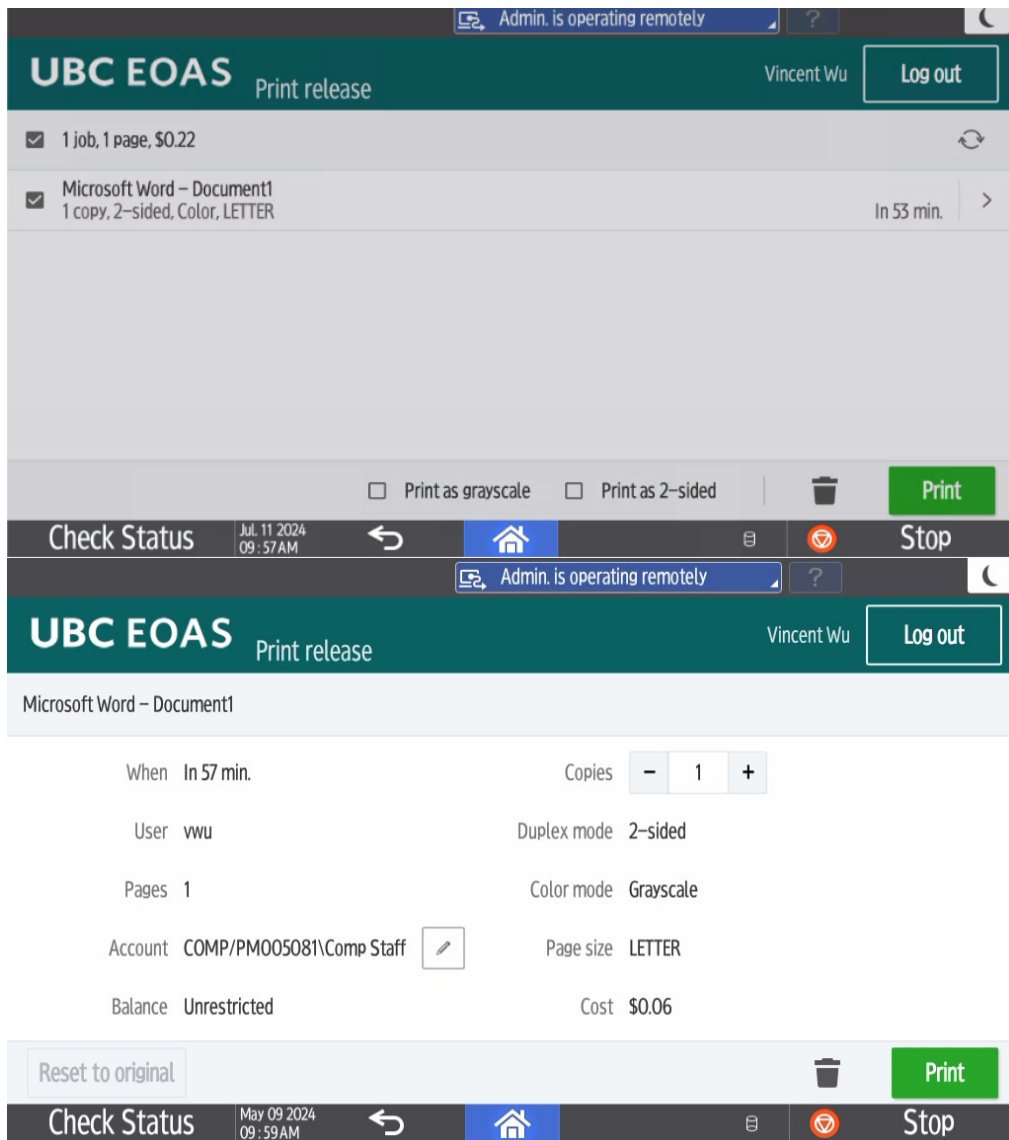 Admin. is operating remotely ?
UBC EOAS Print release Vincent Wu Log out
1 job, 1 page, $0.22
Microsoft Word – Document1
1 copy, 2–sided, Color, LETTER In 53 min. >
Print as grayscale Print as 2–sided Print
Check Status Jul. 11 2024 Stop
09:57AM
Admin. is operating remotely ?
UBC EOAS Print release Vincent Wu Log out
Microsoft Word – Document1
When In 57 min. Copies – 1 +
User vwu Duplex mode 2–sided
Pages 1 Color mode Grayscale
Account COMP/PM005081\Comp Staff Page size LETTER
Balance Unrestricted Cost $0.06
Reset to original Print
Check Status May 09 2024 Stop
09:59AM